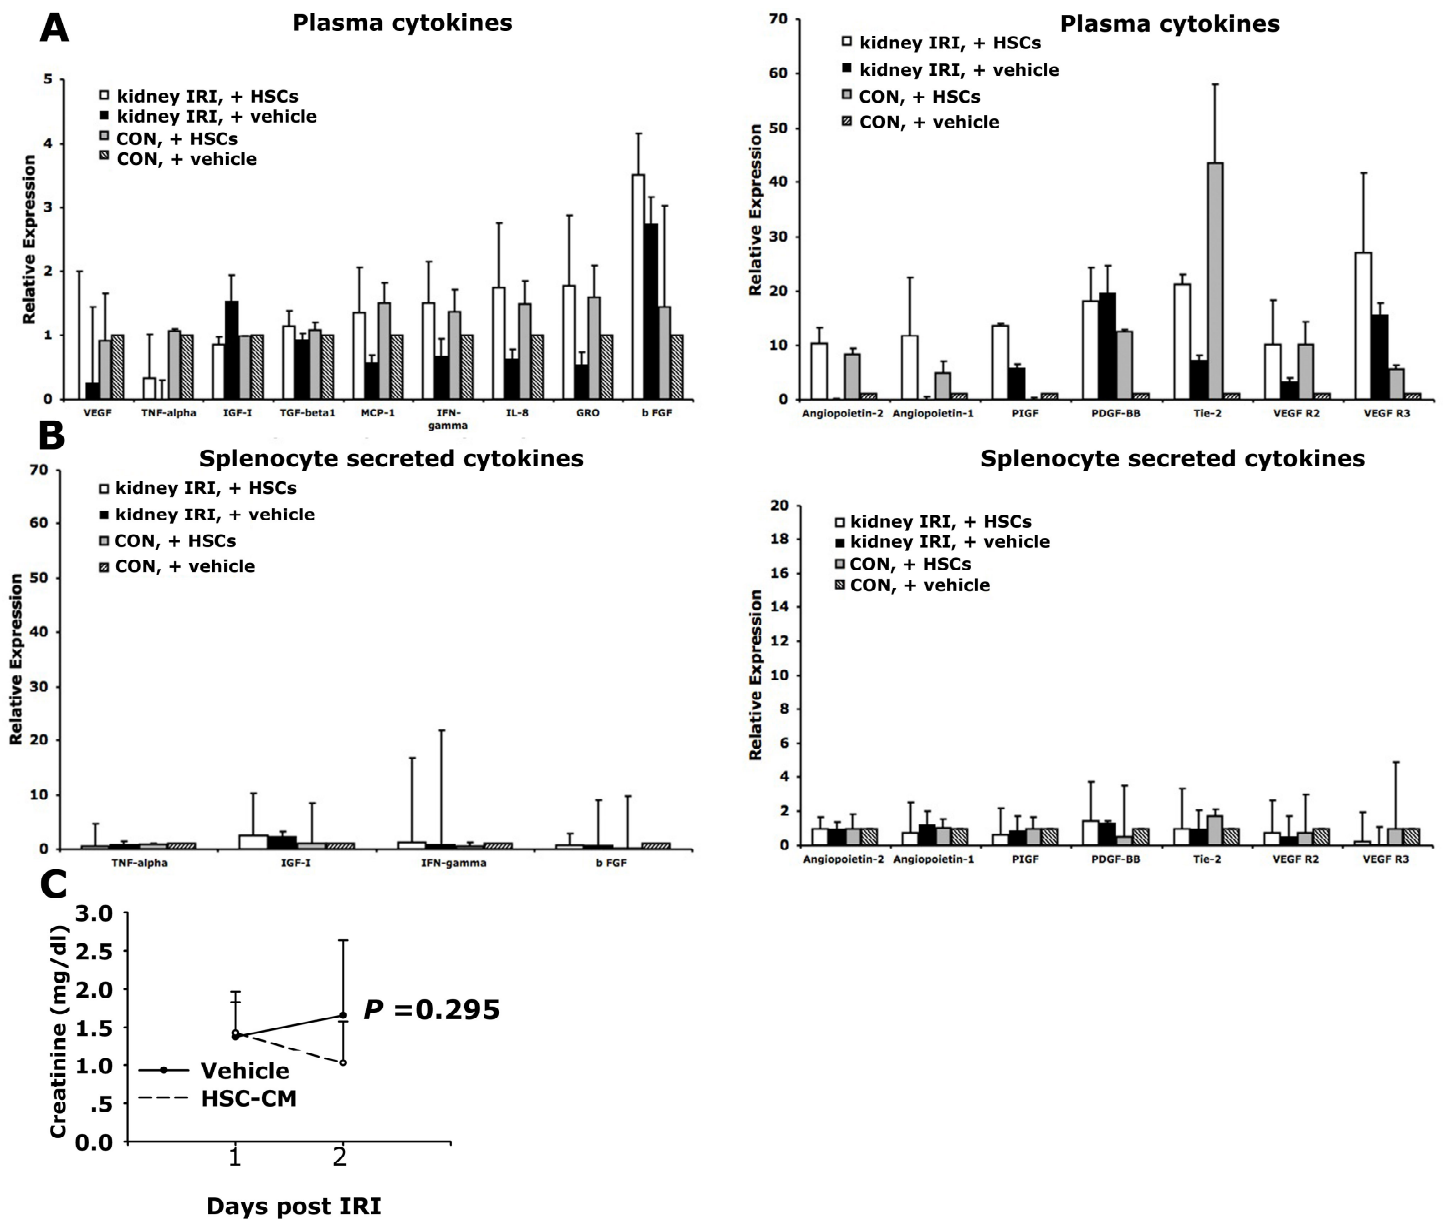 A
Plasma cytokines
kidney IRI, + HSCs
kidney IRI, + vehicle
CON, + HSCs
CON, + vehicle
Relative Expression
5
4
3
2
1
0
VEGF
TNF-alpha
IGF-I
TGF-beta1
MCP-1
IFN-
gamma
IL-8
GRO
b FGF
Plasma cytokines
kidney IRI, + HSCs
kidney IRI, + vehicle
CON, + HSCs
CON, + vehicle
Relative Expression
70
60
50
40
30
20
10
0
Angiopoietin-2
Angiopoietin-1
PIGF
PDGF-BB
Tie-2
VEGF R2
VEGF R3
B
Splenocyte secreted cytokines
kidney IRI, + HSCs
kidney IRI, + vehicle
CON, + HSCs
CON, + vehicle
Relative Expression
70
60
50
40
30
20
10
0
TNF-alpha
IGF-I
IFN-gamma
b FGF
Splenocyte secreted cytokines
kidney IRI, + HSCs
kidney IRI, + vehicle
CON, + HSCs
CON, + vehicle
Relative Expression
20
18
16
14
12
10
8
6
4
2
0
Angiopoietin-2
Angiopoietin-1
PIGF
PDGF-BB
Tie-2
VEGF R2
VEGF R3
C
Creatinine (mg/dl)
3.0
2.5
2.0
1.5
1.0
.5
0.0
P =0.295
Vehicle
HSC-CM
1
2
Days post IRI